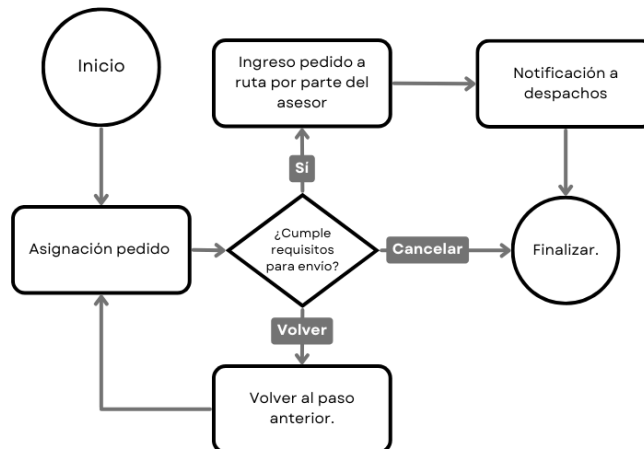 Inicio
Ingreso pedido a
ruta por parte del
asesor
Notificación a
despachos
Sí
Asignación pedido
¿Cumple
requisitos
para envío?
Cancelar
Finalizar.
Volver
Volver al paso
anterior.